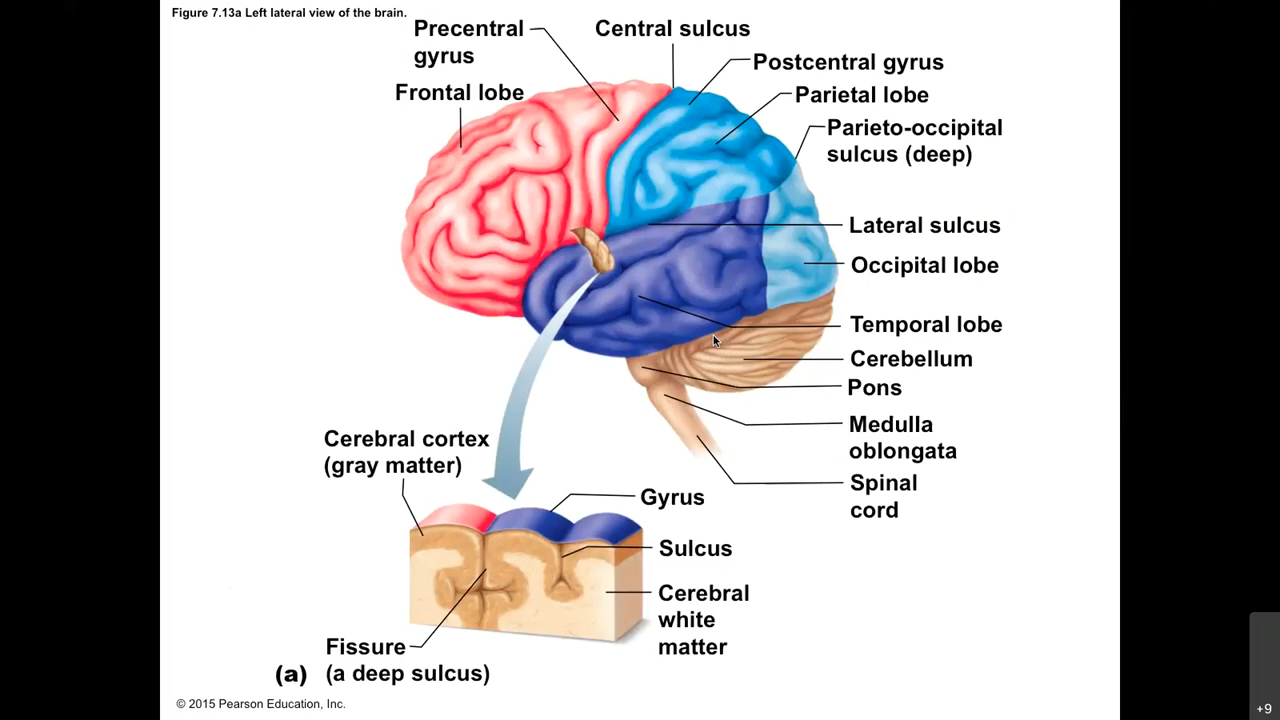 Figure 7.13a Left lateral view of the brain.
Precentral
gyrus
Central sulcus
Postcentral gyrus
Frontal lobe
Parietal lobe
Parieto-occipital
sulcus (deep)
Lateral sulcus
Occipital lobe
Temporal lobe
Cerebellum
Pons
Medulla
oblongata
Spinal
cord
Cerebral cortex
(gray matter)
Gyrus
Sulcus
Cerebral
white
matter
Fissure
(a deep sulcus)
(a)
© 2015 Pearson Education, Inc.
+9